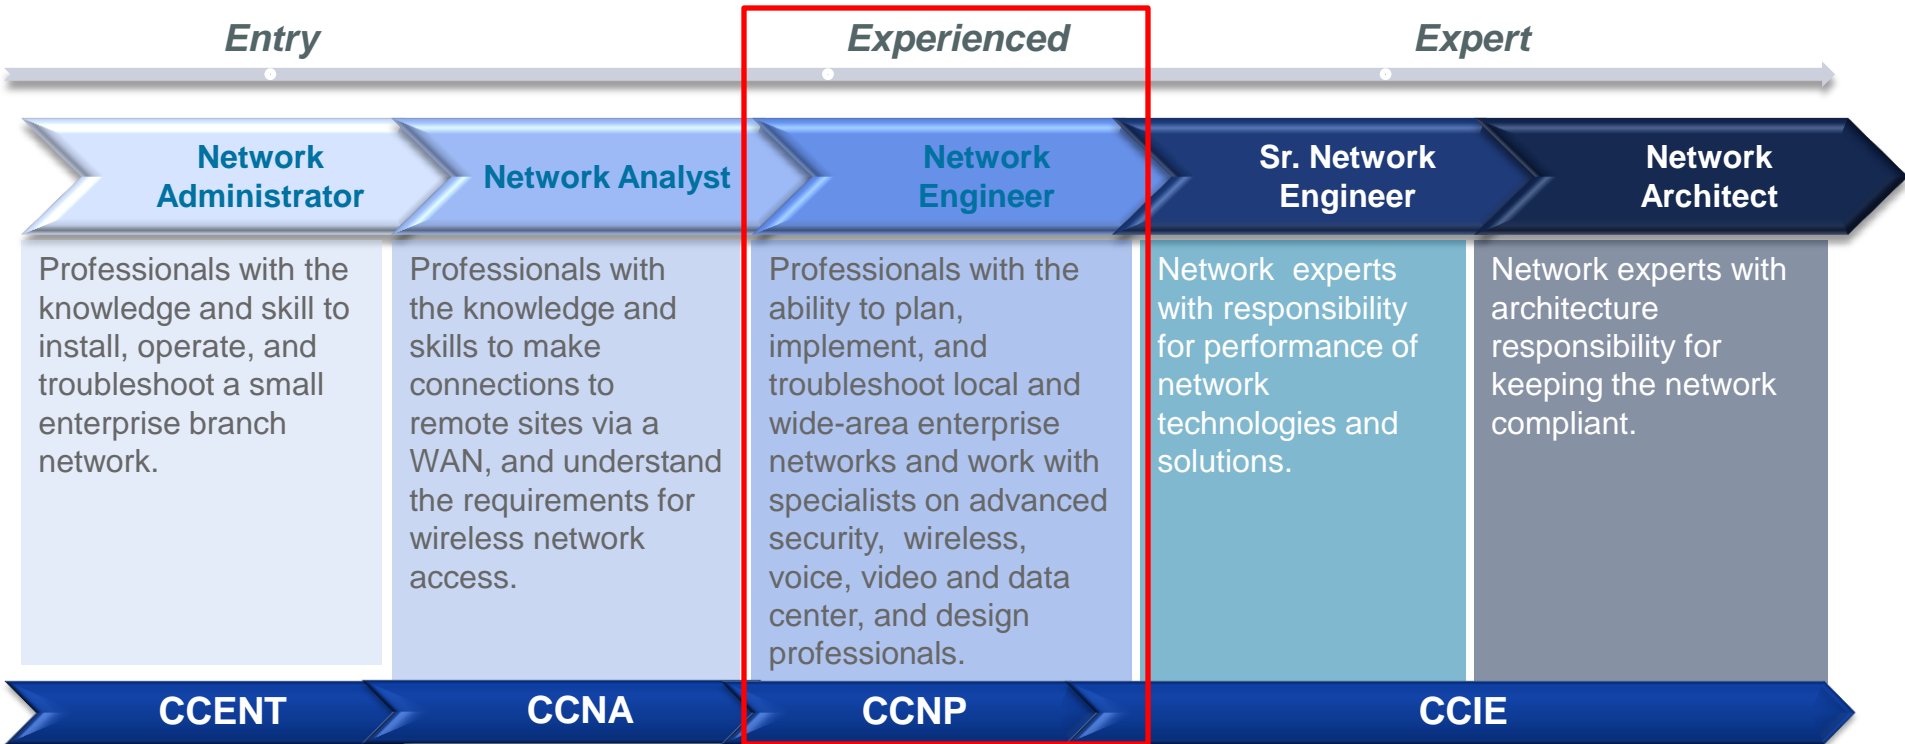 Entry
Experienced
Expert
Network
Administrator
Network Analyst
Network
Engineer
Sr. Network
Engineer
Network
Architect
Professionals with the
knowledge and skill to
install, operate, and
troubleshoot a small
enterprise branch
network.
Professionals with
the knowledge and
skills to make
connections to
remote sites via a
WAN, and understand
the requirements for
wireless network
access.
Professionals with the
ability to plan,
implement, and
troubleshoot local and
wide-area enterprise
networks and work with
specialists on advanced
security, wireless,
voice, video and data
center, and design
professionals.
Network experts
with responsibility
for performance of
network
technologies and
solutions.
Network experts with
architecture
responsibility for
keeping the network
compliant.
CCENT
CCNA
CCNP
CCIE